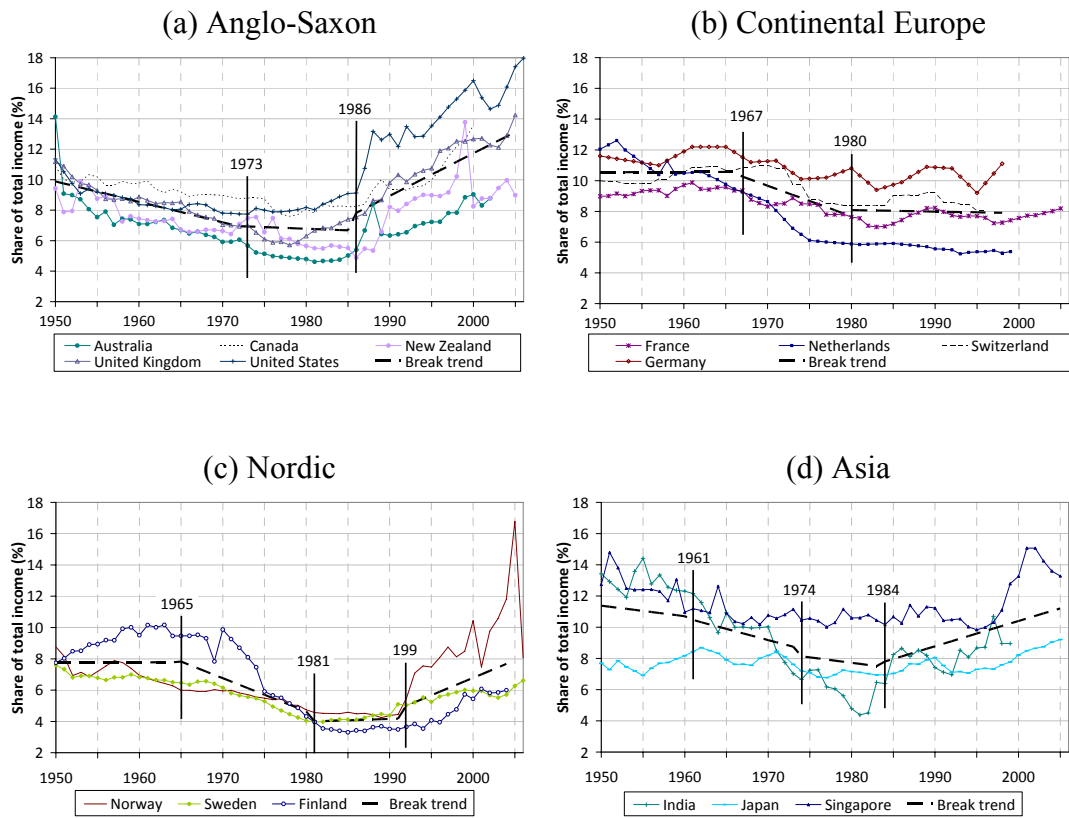 (a) Anglo-Saxon
Share of total income (%)
18
16
14
12
10
8
6
4
2
1973
1986
1950 1960 1970 1980 1990 2000
Australia Canada New Zealand
United Kingdom United States Break trend
(b) Continental Europe
Share of total income (%)
18
16
14
12
10
8
6
4
2
1967
1980
1950 1960 1970 1980 1990 2000
France Netherlands Switzerland
Germany Break trend
(c) Nordic
Share of total income (%)
18
16
14
12
10
8
6
4
2
1965
1981
199
1950 1960 1970 1980 1990 2000
Norway Sweden Finland Break trend
(d) Asia
Share of total income (%)
18
16
14
12
10
8
6
4
2
1961
1974
1984
1950 1960 1970 1980 1990 2000
India Japan Singapore Break trend